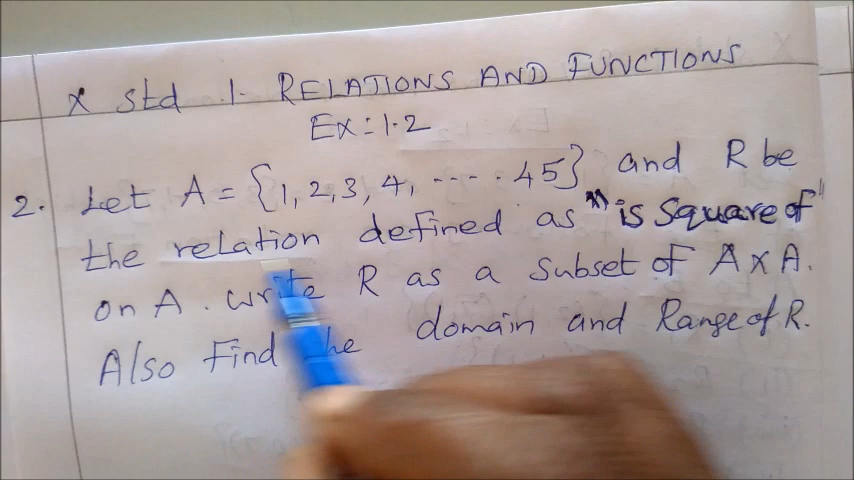 X std 1. RELATIONS AND FUNCTIONS
Ex: 1.2
2. Let A = {1, 2, 3, 4, ---- 45} and R be
the relation defined as "is square of"
on A. write R as a subset of A x A.
Also Find the domain and Range of R.